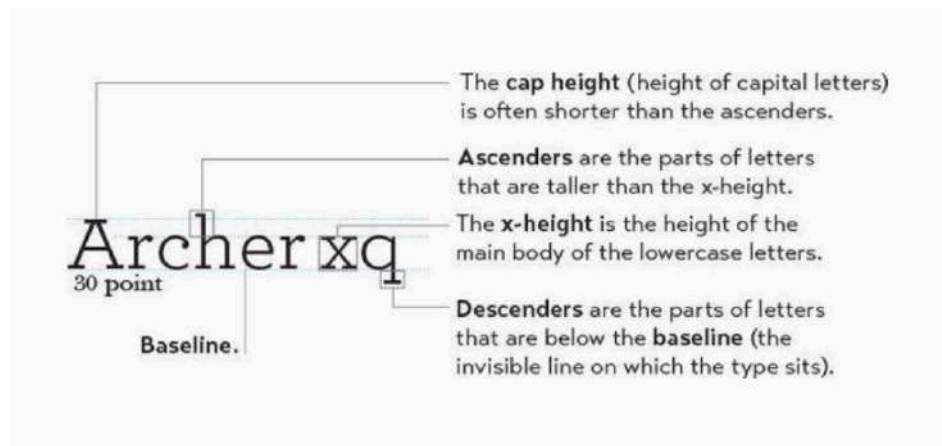 The cap height (height of capital letters)
is often shorter than the ascenders.
Ascenders are the parts of letters
that are taller than the x-height.
The x-height is the height of the
main body of the lowercase letters.
Archer xq
30 point
Descenders are the parts of letters
that are below the baseline (the
invisible line on which the type sits).
Baseline.